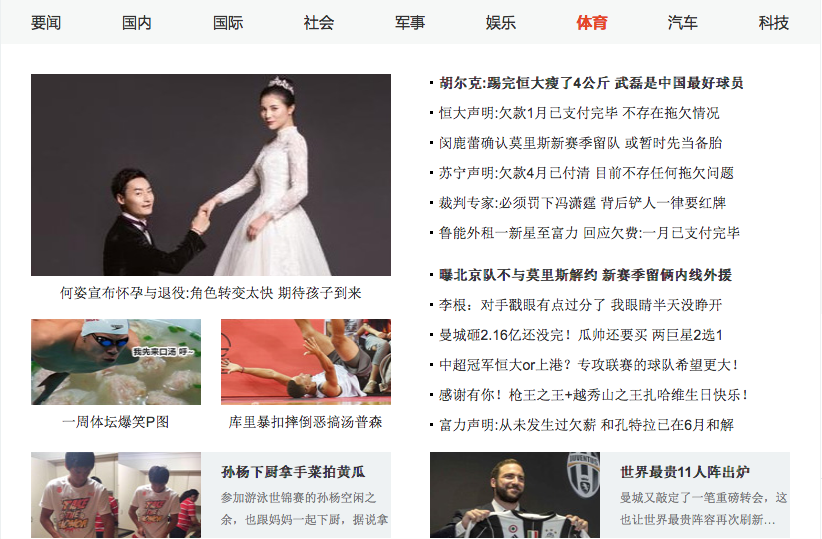 要闻
国内
国际
社会
军事
娱乐
体育
汽车
科技
胡尔克:踢完恒大瘦了4公斤 武磊是中国最好球员
恒大声明:欠款1月已支付完毕 不存在拖欠情况
闵鹿蕾确认莫里斯新赛季留队 或暂时先当备胎
苏宁声明:欠款4月已付清 目前不存在任何拖欠问题
裁判专家:必须罚下冯潇霆 背后铲人一律要红牌
鲁能外租一新星至富力 回应欠费:一月已支付完毕
何姿宣布怀孕与退役:角色转变太快 期待孩子到来
曝北京队不与莫里斯解约 新赛季留俩内线外援
李根：对手戳眼有点过分了 我眼睛半天没睁开
曼城砸2.16亿还没完！瓜帅还要买 两巨星2选1
中超冠军恒大or上港？专攻联赛的球队希望更大！
感谢有你！枪王之王+越秀山之王扎哈维生日快乐！
富力声明:从未发生过欠薪 和孔特拉已在6月和解
我先来口汤 呼~
一周体坛爆笑P图
库里暴扣摔倒恶搞汤普森
孙杨下厨拿手菜拍黄瓜
参加游泳世锦赛的孙杨空闲之
余，也跟妈妈一起下厨，据说拿
JUVENTUS
世界最贵11人阵出炉
曼城又敲定了一笔重磅转会，这
也让世界最贵阵容再次刷新...